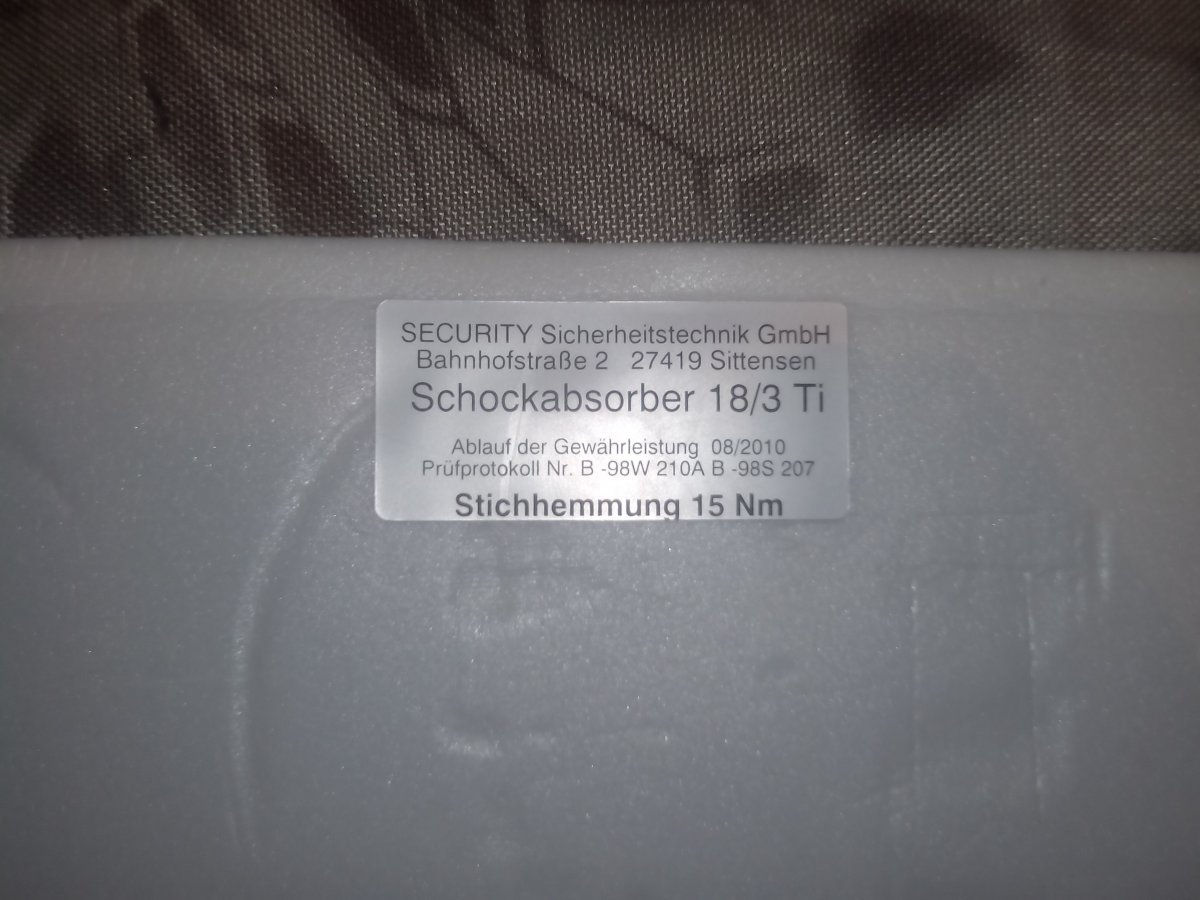 SECURITY Sicherheitstechnik GmbH
Bahnhofstraße 2 27419 Sittensen
Schockabsorber 18/3 Ti
Ablauf der Gewährleistung 08/2010
Prüfprotokoll Nr. B -98W 210A B -98S 207
Stichhemmung 15 Nm